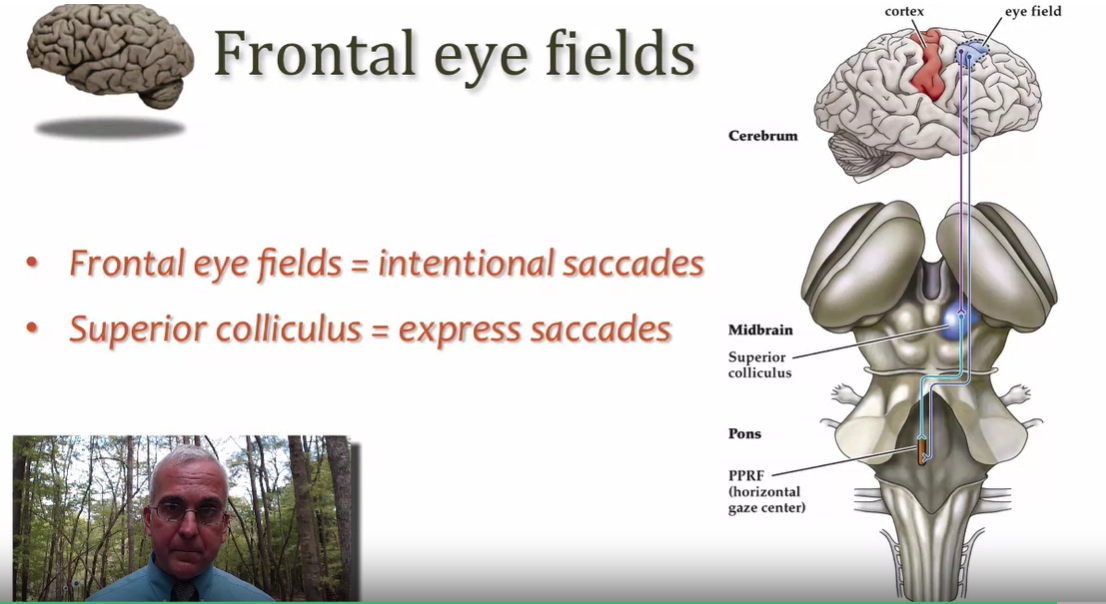 Frontal eye fields
• Frontal eye fields = intentional saccades
• Superior colliculus = express saccades
cortex
eye field
Cerebrum
Midbrain
Superior
colliculus
Pons
PPRF
(horizontal
gaze center)